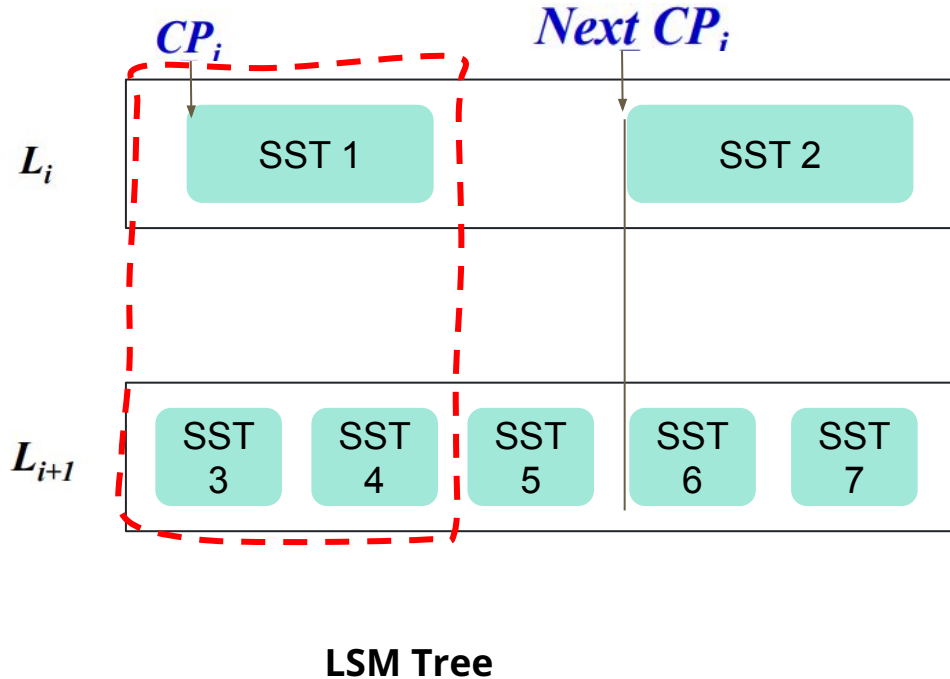 CPi
Next CPi
Li
SST 1
SST 2
Li+1
SST
3
SST
4
SST
5
SST
6
SST
7
LSM Tree